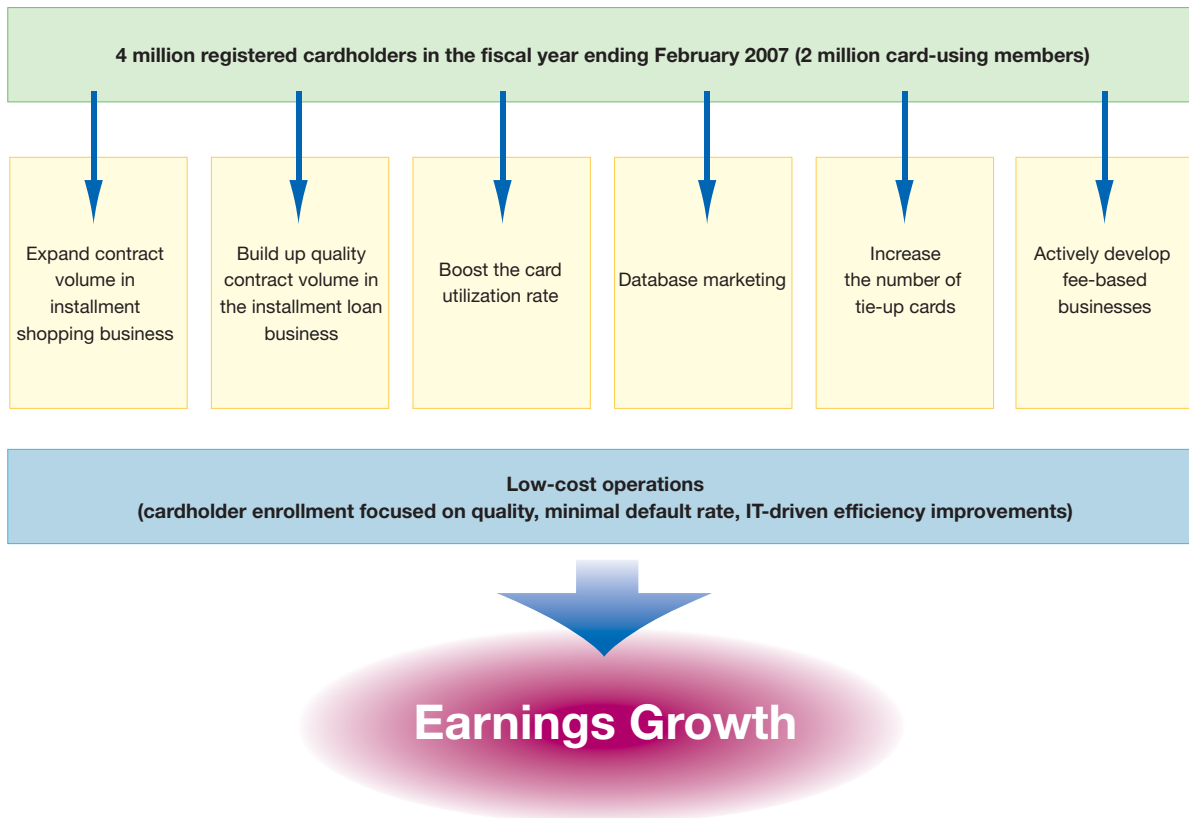 4 million registered cardholders in the fiscal year ending February 2007 (2 million card-using members)
Expand contract
volume in
installment
shopping business
Build up quality
contract volume in
the installment loan
business
Boost the card
utilization rate
Database marketing
Increase
the number of
tie-up cards
Actively develop
fee-based
businesses
Low-cost operations
(cardholder enrollment focused on quality, minimal default rate, IT-driven efficiency improvements)
Earnings Growth